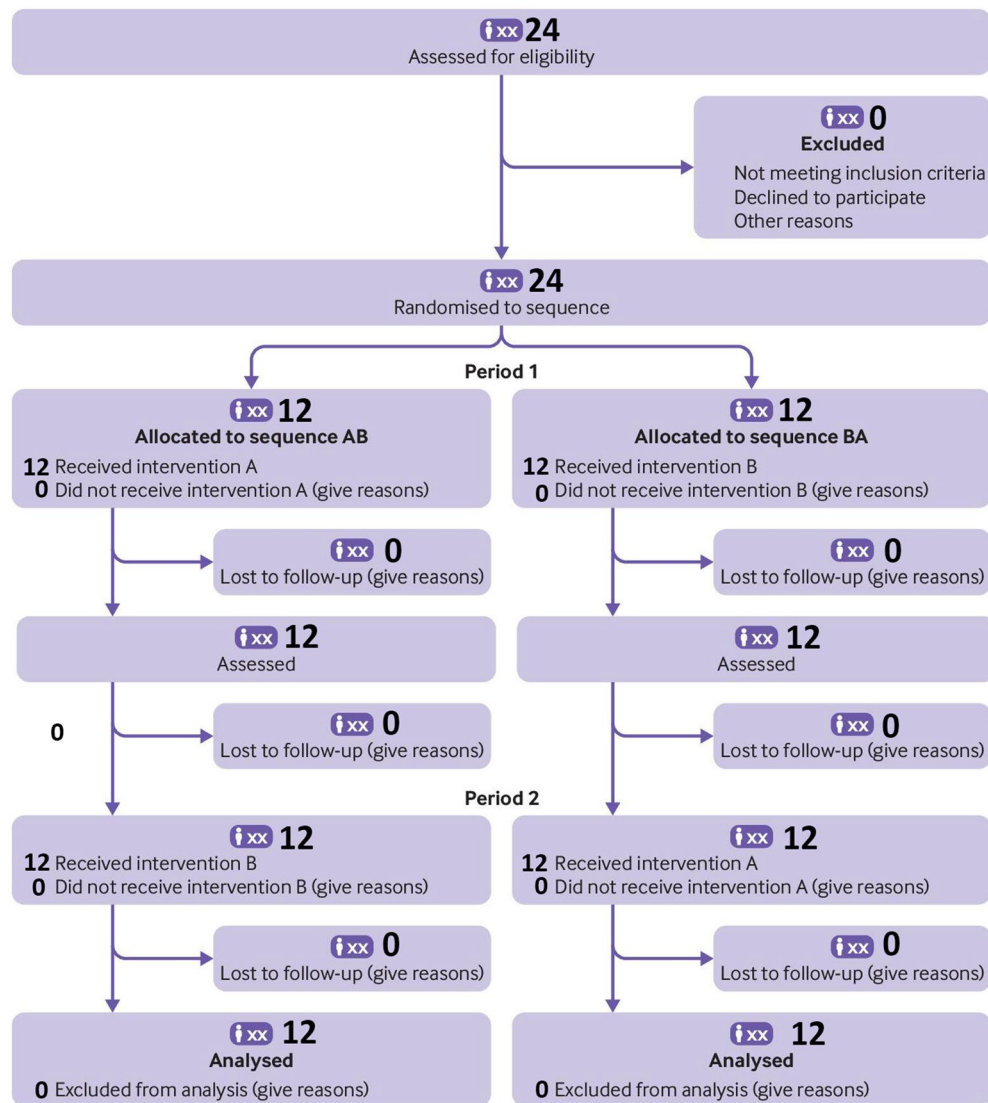 xx 24
Assessed for eligibility
xx 0
Excluded
Not meeting inclusion criteria
Declined to participate
Other reasons
xx 24
Randomised to sequence
Period 1
xx 12
Allocated to sequence AB
12 Received intervention A
0 Did not receive intervention A (give reasons)
xx 12
Allocated to sequence BA
12 Received intervention B
0 Did not receive intervention B (give reasons)
xx 0
Lost to follow-up (give reasons)
xx 0
Lost to follow-up (give reasons)
xx 12
Assessed
xx 12
Assessed
0
xx 0
Lost to follow-up (give reasons)
xx 0
Lost to follow-up (give reasons)
Period 2
xx 12
12 Received intervention B
0 Did not receive intervention B (give reasons)
xx 12
12 Received intervention A
0 Did not receive intervention A (give reasons)
xx 0
Lost to follow-up (give reasons)
xx 0
Lost to follow-up (give reasons)
xx 12
Analysed
0 Excluded from analysis (give reasons)
xx 12
Analysed
0 Excluded from analysis (give reasons)